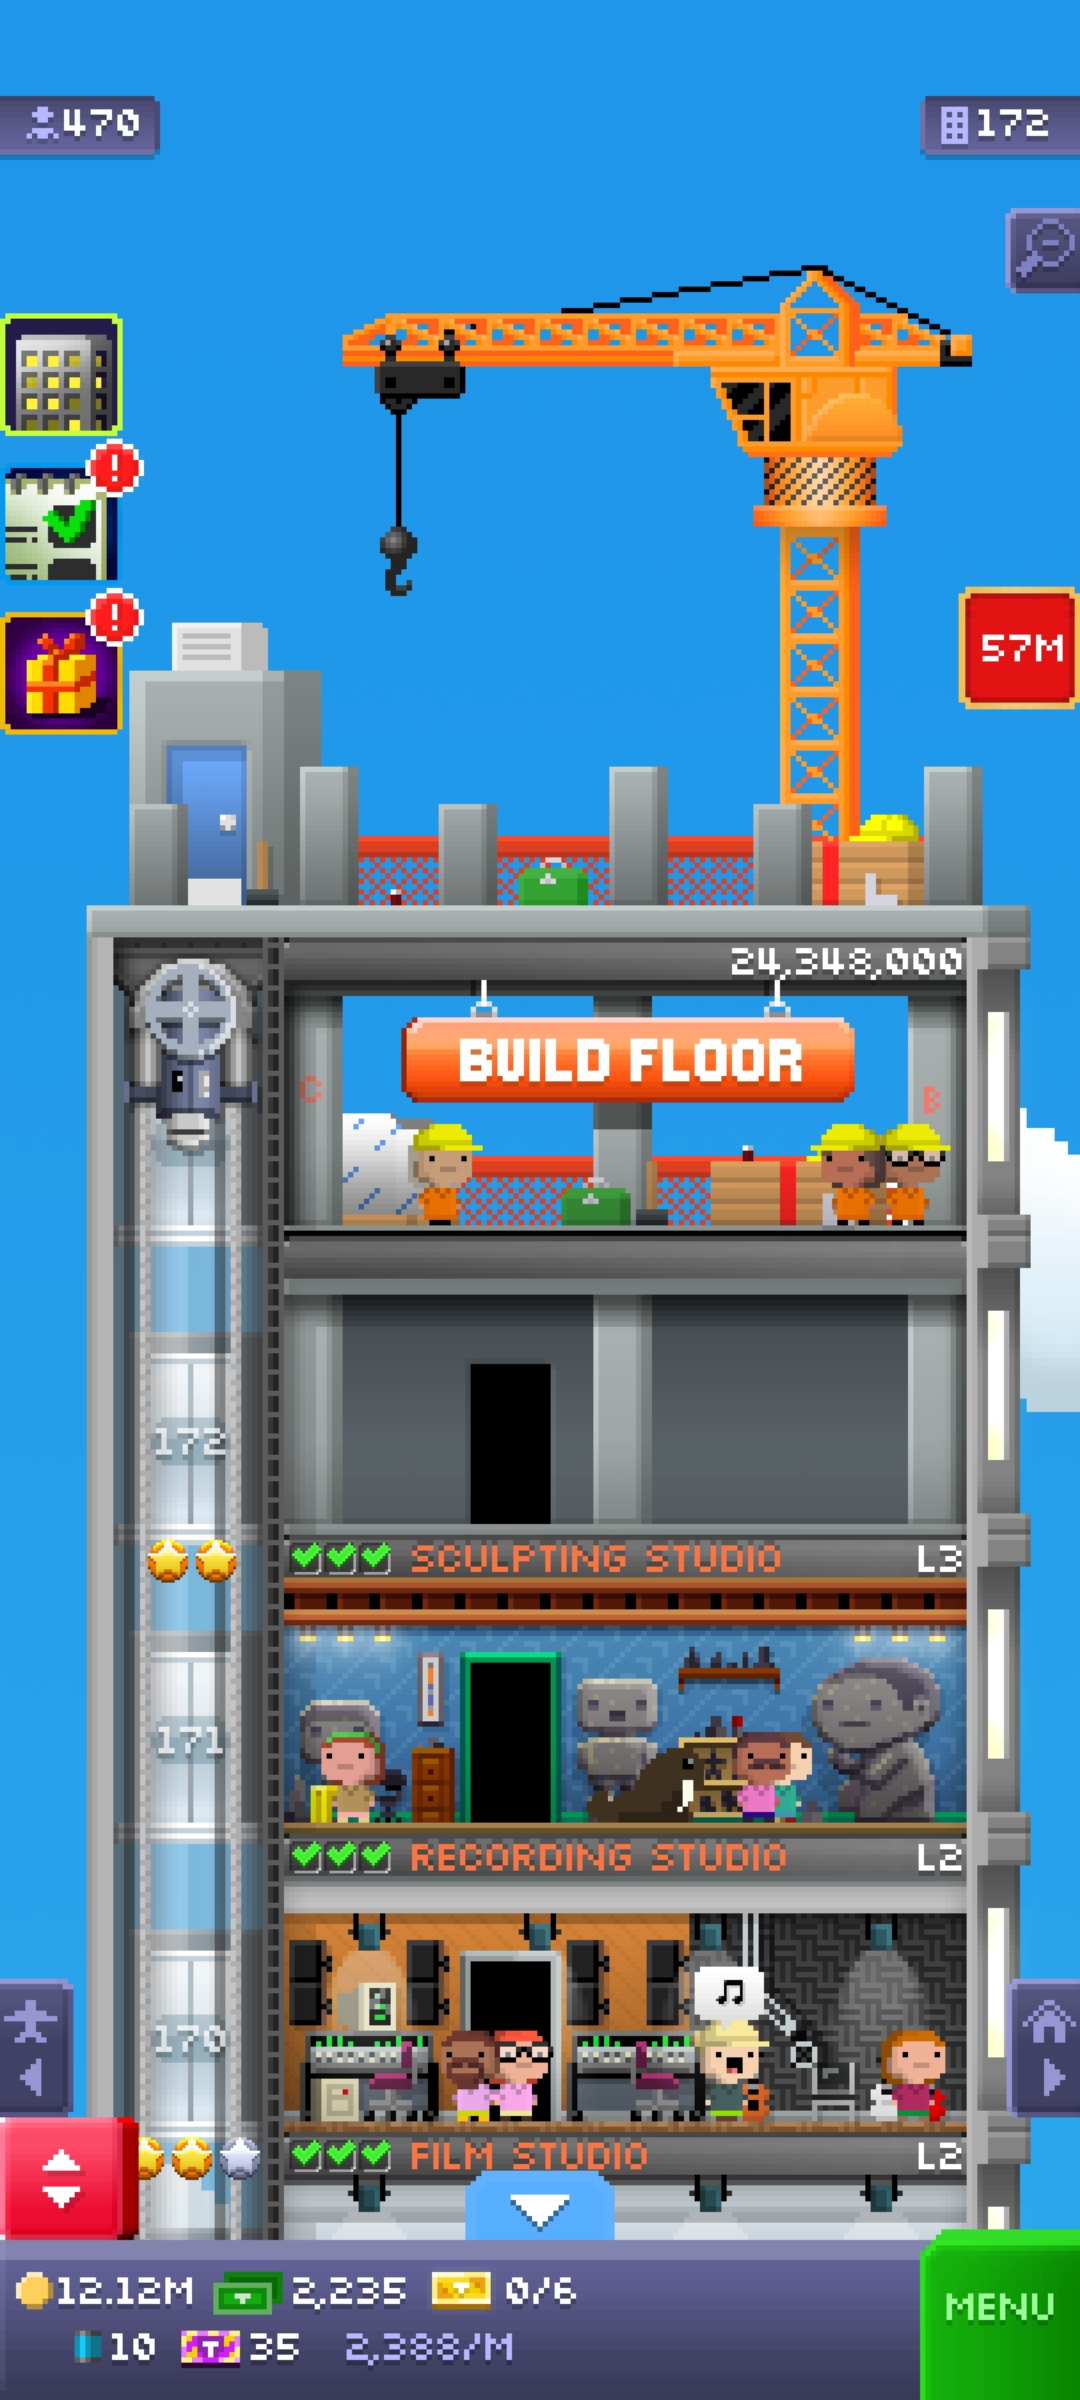 470
172
57M
24,348,000
BUILD FLOOR
C
B
172
SCULPTING STUDIO L3
171
RECORDING STUDIO L2
170
FILM STUDIO L2
12.12M 2,235 0/6
10 35 2,388/M
MENU